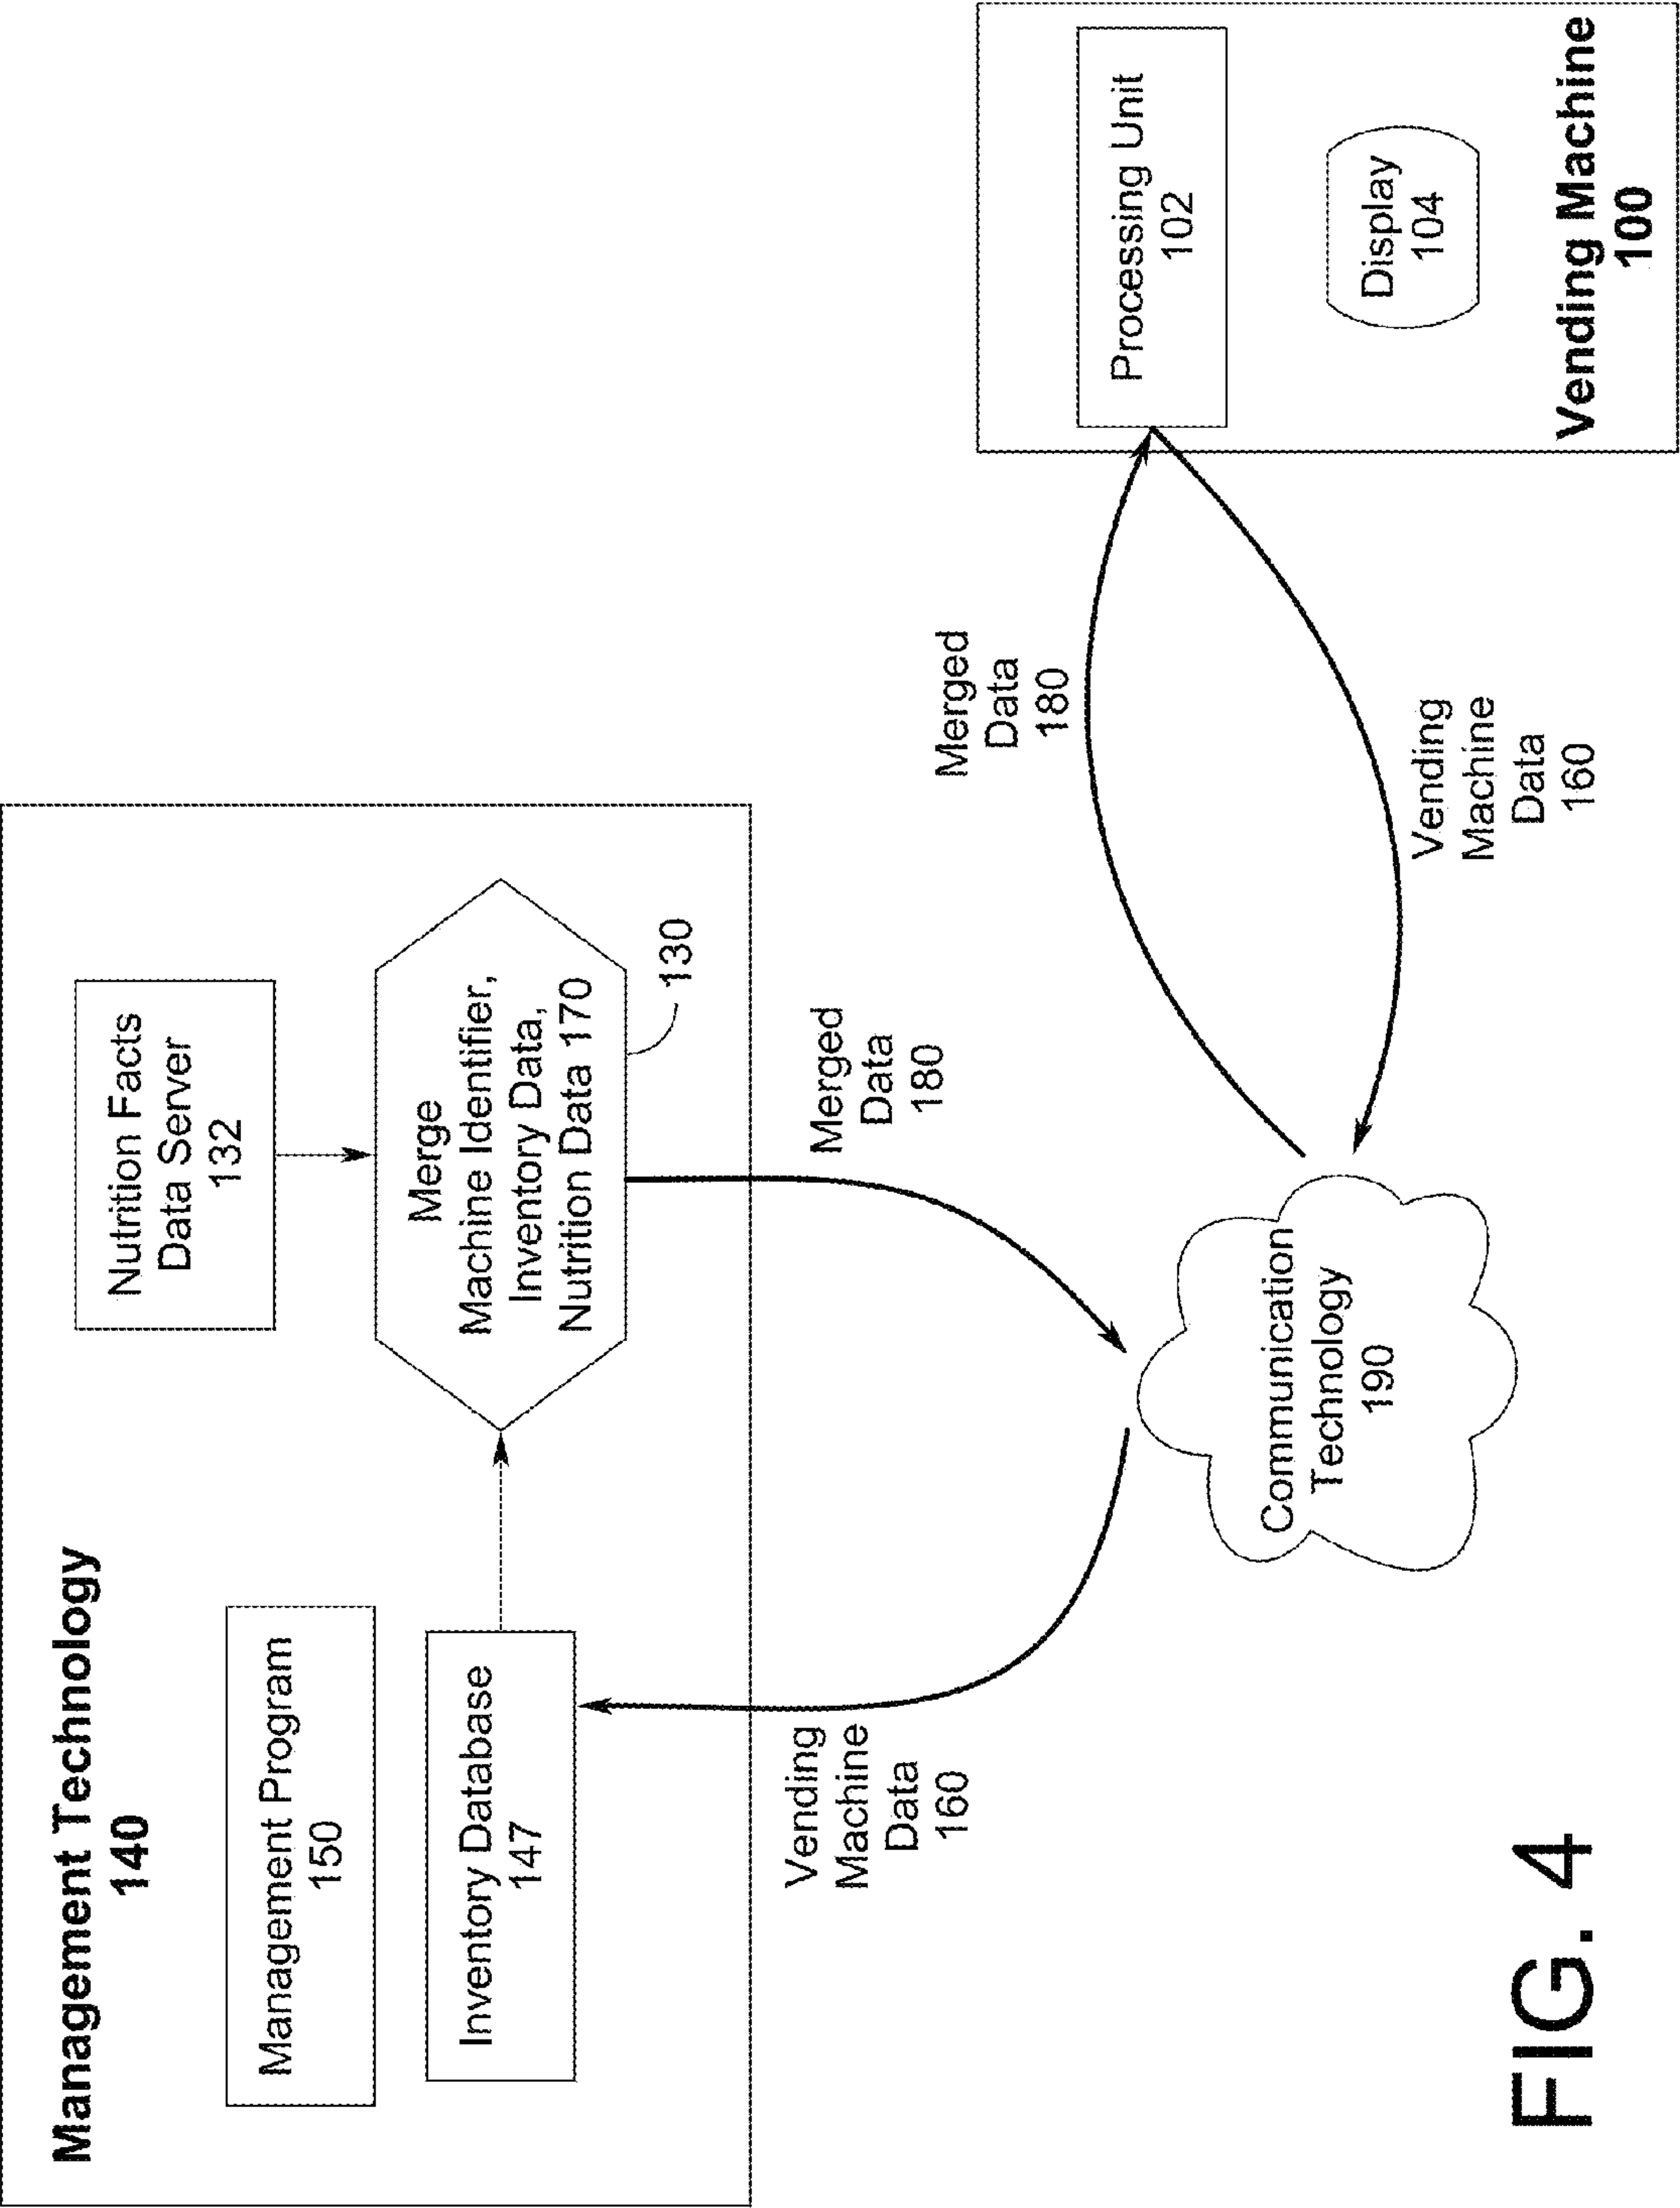 Management Technology
140
Management Program
150
Inventory Database
147
Nutrition Facts
Data Server
132
Merge
Machine Identifier,
Inventory Data,
Nutrition Data 170
130
Vending
Machine
Data
160
Merged
Data
180
Communication
Technology
190
Merged
Data
180
Vending
Machine
Data
160
Processing Unit
102
Display
104
Vending Machine
100
FIG. 4